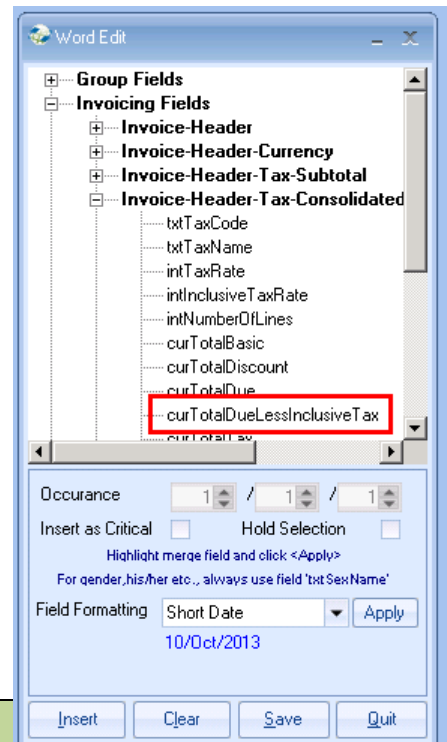 Word Edit
Group Fields
Invoicing Fields
Invoice-Header
Invoice-Header-Currency
Invoice-Header-Tax-Subtotal
Invoice-Header-Tax-Consolidated
txtTaxCode
txtTaxName
intTaxRate
intInclusiveTaxRate
intNumberOfLines
curTotalBasic
curTotalDiscount
curTotalDue
curTotalDueLessInclusiveTax
curTotalTax
Occurance 1 / 1 / 1
Insert as Critical Hold Selection
Highlight merge field and click <Apply>
For gender,his/her etc., always use field 'txtSexName'
Field Formatting Short Date Apply
10/Oct/2013
Insert Clear Save Quit